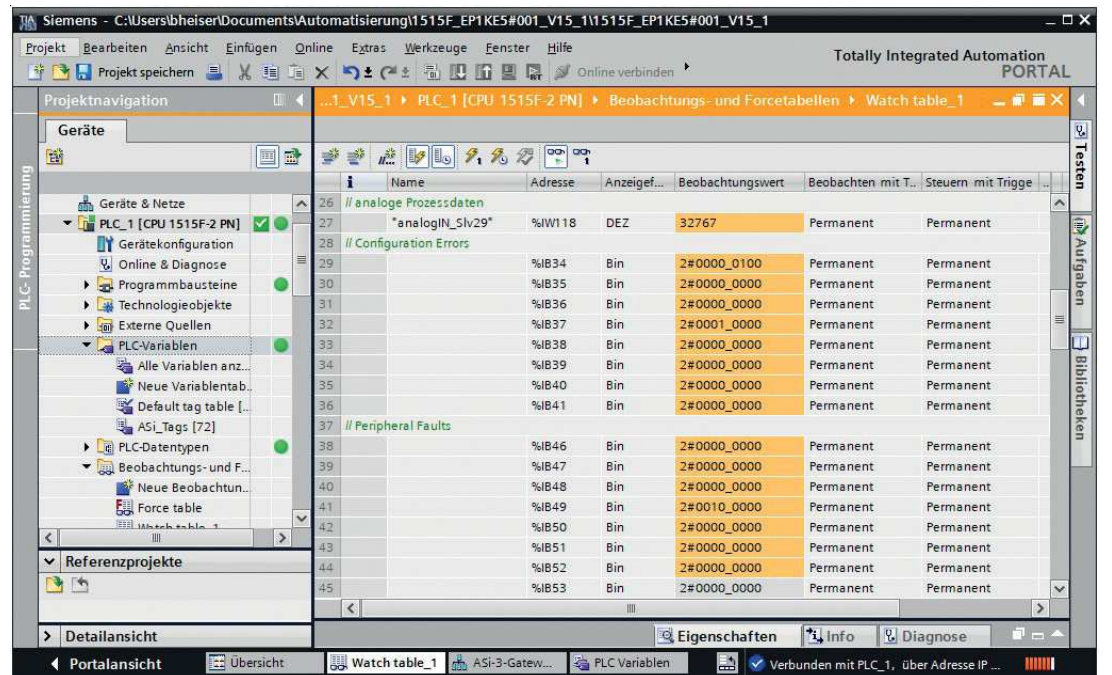 Siemens - C:\Users\bheiser\Documents\Automatisierung\1515F_EP1KE5#001_V15_1\1515F_EP1KE5#001_V15_1
Projekt Bearbeiten Ansicht Einfügen Online Extras Werkzeuge Fenster Hilfe
Totally Integrated Automation
PORTAL
Projekt speichern Online verbinden
Projektnavigation
...1_V15_1 PLC_1 [CPU 1515F-2 PN] Beobachtungs- und Forcetabellen Watch table_1
Geräte
PLC-Programmierung
Geräte & Netze
PLC_1 [CPU 1515F-2 PN]
Gerätekonfiguration
Online & Diagnose
Programmbausteine
Technologieobjekte
Externe Quellen
PLC-Variablen
Alle Variablen anz..
Neue Variablentab..
Default tag table [..
ASi_Tags [72]
PLC-Datentypen
Beobachtungs- und F...
Neue Beobachtun...
Force table
Watch table_1
Referenzprojekte
Detailansicht
i Name Adresse Anzeigef... Beobachtungswert Beobachten mit T.. Steuern mit Trigge ..
26 // analoge Prozessdaten
27 "analogIN_Slv29" %IW118 DEZ 32767 Permanent Permanent
28 // Configuration Errors
29 %IB34 Bin 2#0000_0100 Permanent Permanent
30 %IB35 Bin 2#0000_0000 Permanent Permanent
31 %IB36 Bin 2#0000_0000 Permanent Permanent
32 %IB37 Bin 2#0001_0000 Permanent Permanent
33 %IB38 Bin 2#0000_0000 Permanent Permanent
34 %IB39 Bin 2#0000_0000 Permanent Permanent
35 %IB40 Bin 2#0000_0000 Permanent Permanent
36 %IB41 Bin 2#0000_0000 Permanent Permanent
37 // Peripheral Faults
38 %IB46 Bin 2#0000_0000 Permanent Permanent
39 %IB47 Bin 2#0000_0000 Permanent Permanent
40 %IB48 Bin 2#0000_0000 Permanent Permanent
41 %IB49 Bin 2#0010_0000 Permanent Permanent
42 %IB50 Bin 2#0000_0000 Permanent Permanent
43 %IB51 Bin 2#0000_0000 Permanent Permanent
44 %IB52 Bin 2#0000_0000 Permanent Permanent
45 %IB53 Bin 2#0000_0000 Permanent Permanent
Testen
Aufgaben
Bibliotheken
Eigenschaften Info Diagnose
Portalansicht Übersicht Watch table_1 ASi-3-Gatew... PLC Variablen Verbunden mit PLC_1, über Adresse IP ...